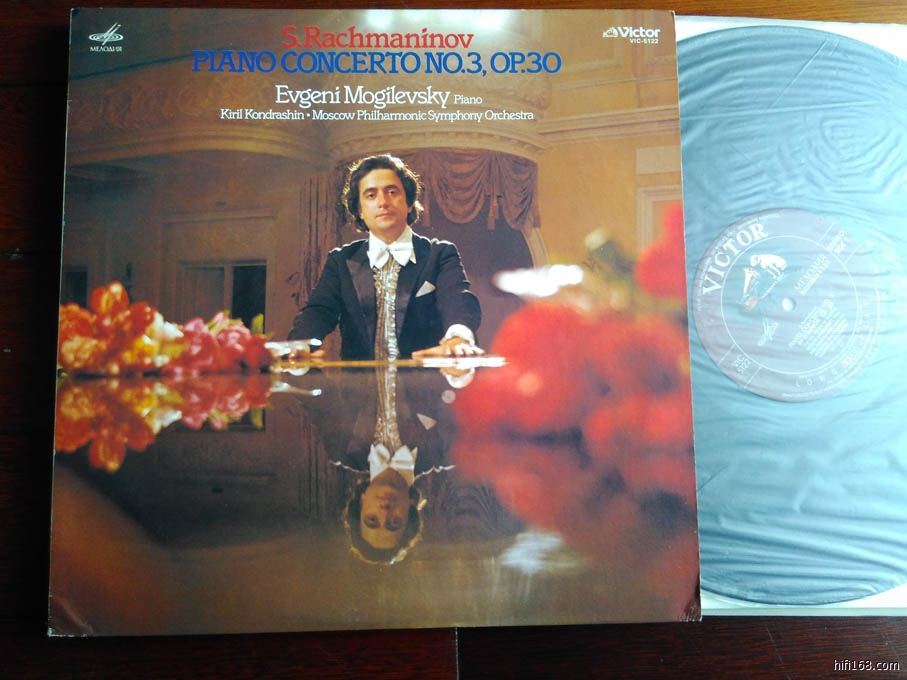 МЕЛОДИЯ
S. Rachmaninov
PIANO CONCERTO NO.3, OP.30
Evgeni Mogilevsky Piano
Kiril Kondrashin • Moscow Philharmonic Symphony Orchestra
Victor
VIC-5122
VICTOR
hifi168.com